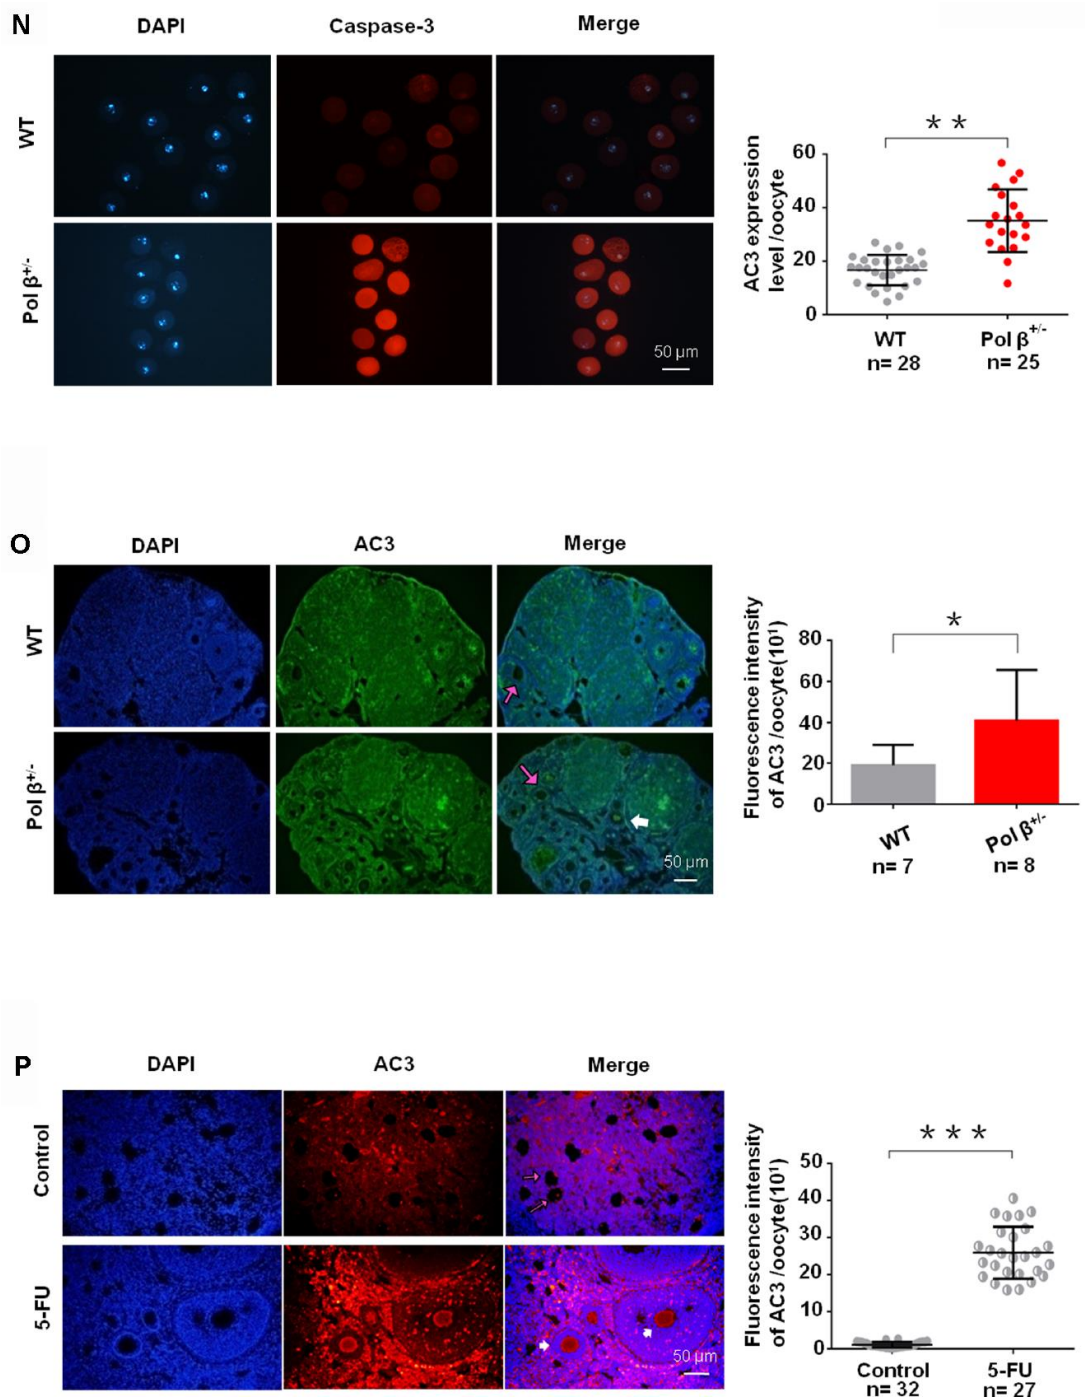 N
DAPI Caspase-3 Merge
WT
Pol β+/-
50 µm
AC3 expression
level /oocyte
60
40
20
0
**
WT
n= 28
Pol β+/-
n= 25
O
DAPI AC3 Merge
WT
Pol β+/-
50 µm
Fluorescence intensity
of AC3 /oocyte(10¹)
80
60
40
20
0
*
WT
n= 7
Pol β+/-
n= 8
P
DAPI AC3 Merge
Control
5-FU
50 µm
Fluorescence intensity
of AC3 /oocyte(10¹)
50
40
30
20
10
0
***
Control
n= 32
5-FU
n= 27